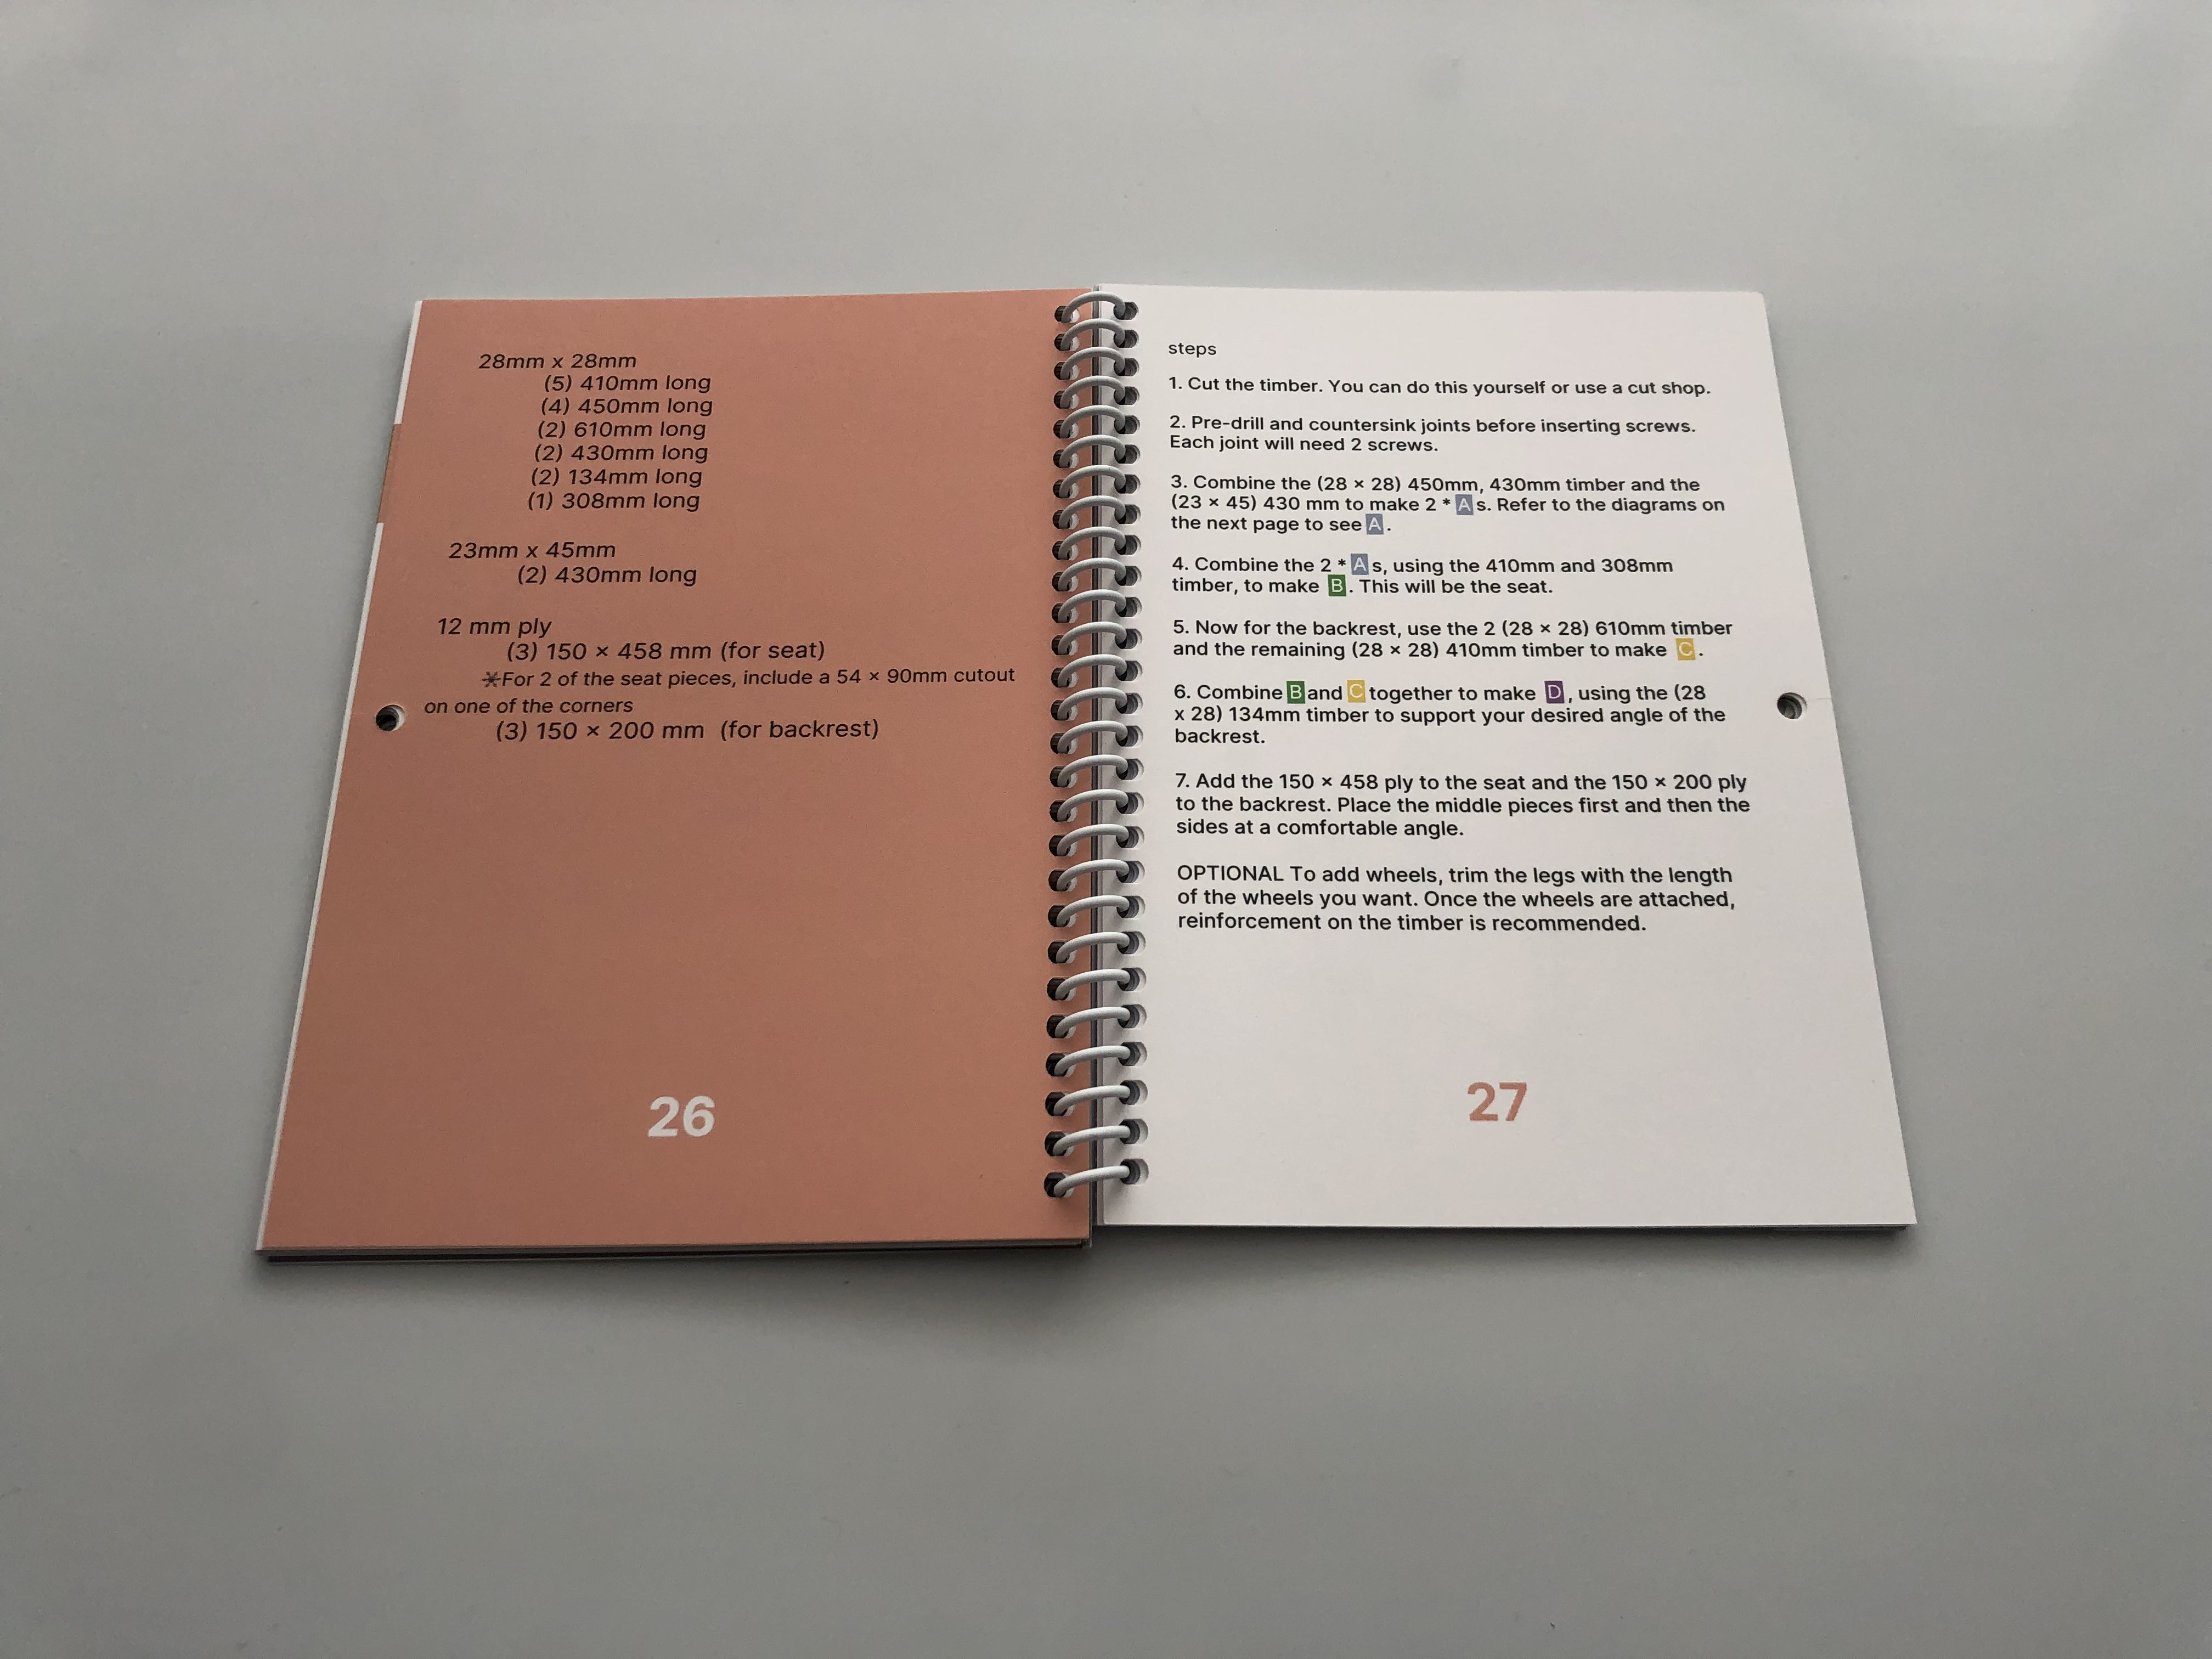 28mm x 28mm
(5) 410mm long
(4) 450mm long
(2) 610mm long
(2) 430mm long
(2) 134mm long
(1) 308mm long
23mm x 45mm
(2) 430mm long
12 mm ply
(3) 150 × 458 mm (for seat)
*For 2 of the seat pieces, include a 54 × 90mm cutout
on one of the corners
(3) 150 × 200 mm (for backrest)
26
steps
1. Cut the timber. You can do this yourself or use a cut shop.
2. Pre-drill and countersink joints before inserting screws.
Each joint will need 2 screws.
3. Combine the (28 × 28) 450mm, 430mm timber and the
(23 × 45) 430 mm to make 2 * A s. Refer to the diagrams on
the next page to see A .
4. Combine the 2 * A s, using the 410mm and 308mm
timber, to make B . This will be the seat.
5. Now for the backrest, use the 2 (28 × 28) 610mm timber
and the remaining (28 × 28) 410mm timber to make C .
6. Combine B and C together to make D , using the (28
x 28) 134mm timber to support your desired angle of the
backrest.
7. Add the 150 × 458 ply to the seat and the 150 × 200 ply
to the backrest. Place the middle pieces first and then the
sides at a comfortable angle.
OPTIONAL To add wheels, trim the legs with the length
of the wheels you want. Once the wheels are attached,
reinforcement on the timber is recommended.
27